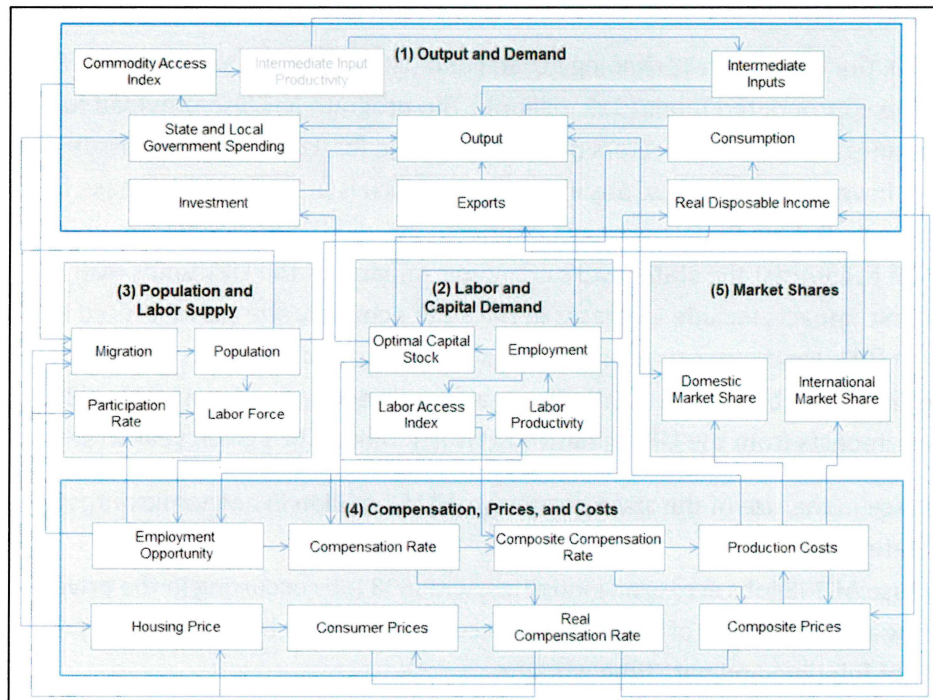 (1) Output and Demand
Commodity Access
Index
Intermediate Input
Productivity
Intermediate
Inputs
State and Local
Government Spending
Output
Consumption
Investment
Exports
Real Disposable Income
(3) Population and
Labor Supply
(2) Labor and
Capital Demand
(5) Market Shares
Migration
Population
Optimal Capital
Stock
Employment
Domestic
Market Share
International
Market Share
Participation
Rate
Labor Force
Labor Access
Index
Labor
Productivity
(4) Compensation, Prices, and Costs
Employment
Opportunity
Compensation Rate
Composite Compensation
Rate
Production Costs
Housing Price
Consumer Prices
Real
Compensation Rate
Composite Prices